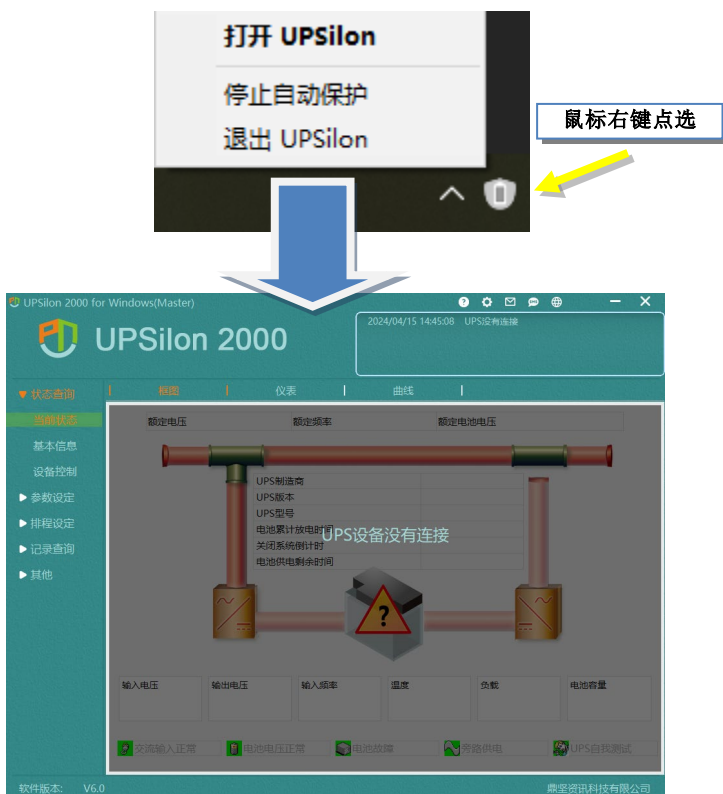 打开 UPSilon
停止自动保护
退出 UPSilon
鼠标右键点选
UPSilon 2000 for Windows(Master)
UPSilon 2000
2024/04/15 14:45:08 UPS没有连接
状态查询
框图 仪表 曲线
当前状态
基本信息
设备控制
参数设定
排程设定
记录查询
其他
额定电压 额定频率 额定电池电压
UPS制造商
UPS版本
UPS型号
电池累计放电时间
UPS设备没有连接
关闭系统倒计时
电池供电剩余时间
?
输入电压 输出电压 输入频率 温度 负载 电池容量
交流输入正常 电池电压正常 电池故障 旁路供电 UPS自我测试
软件版本: V6.0 鼎坚资讯科技有限公司